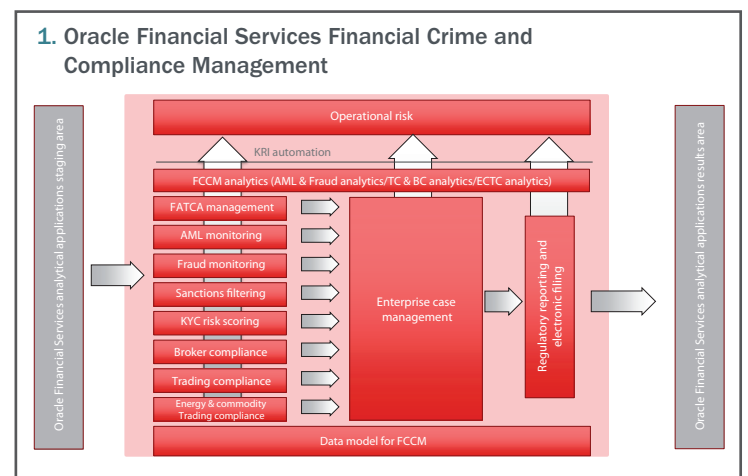 1. Oracle Financial Services Financial Crime and
Compliance Management
Oracle Financial Services analytical applications staging area
Operational risk
KRI automation
FCCM analytics (AML & Fraud analytics/TC & BC analytics/ECTC analytics)
FATCA management
AML monitoring
Fraud monitoring
Sanctions filtering
KYC risk scoring
Broker compliance
Trading compliance
Energy & commodity
Trading compliance
Enterprise case
management
Regulatory reporting and
electronic filing
Data model for FCCM
Oracle Financial Services analytical applications results area